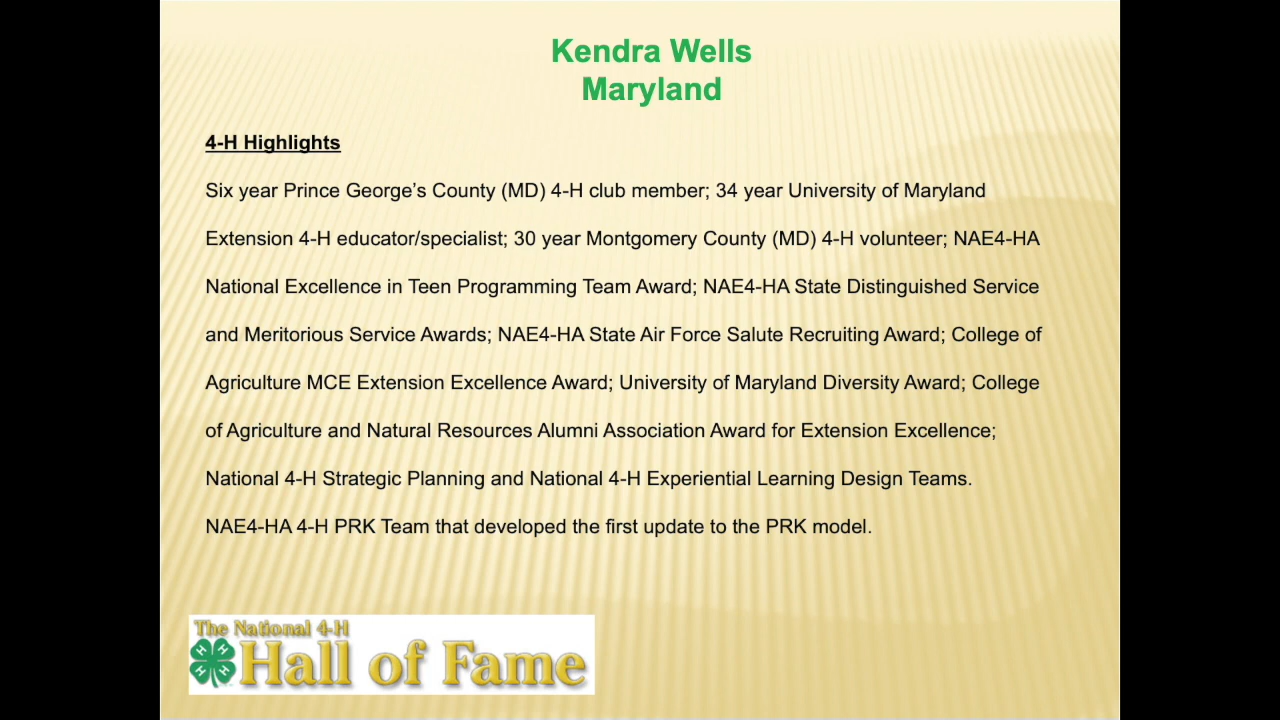 Kendra Wells
Maryland
4-H Highlights
Six year Prince George’s County (MD) 4-H club member; 34 year University of Maryland
Extension 4-H educator/specialist; 30 year Montgomery County (MD) 4-H volunteer; NAE4-HA
National Excellence in Teen Programming Team Award; NAE4-HA State Distinguished Service
and Meritorious Service Awards; NAE4-HA State Air Force Salute Recruiting Award; College of
Agriculture MCE Extension Excellence Award; University of Maryland Diversity Award; College
of Agriculture and Natural Resources Alumni Association Award for Extension Excellence;
National 4-H Strategic Planning and National 4-H Experiential Learning Design Teams.
NAE4-HA 4-H PRK Team that developed the first update to the PRK model.
The National 4-H
H H H H
Hall of Fame